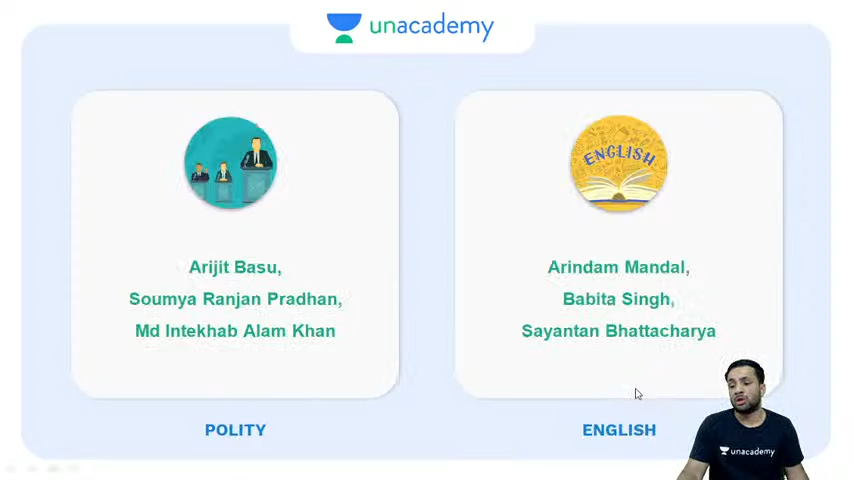 unacademy
ENGLISH
Arijit Basu,
Soumya Ranjan Pradhan,
Md Intekhab Alam Khan
Arindam Mandal,
Babita Singh,
Sayantan Bhattacharya
POLITY
ENGLISH
unacademy